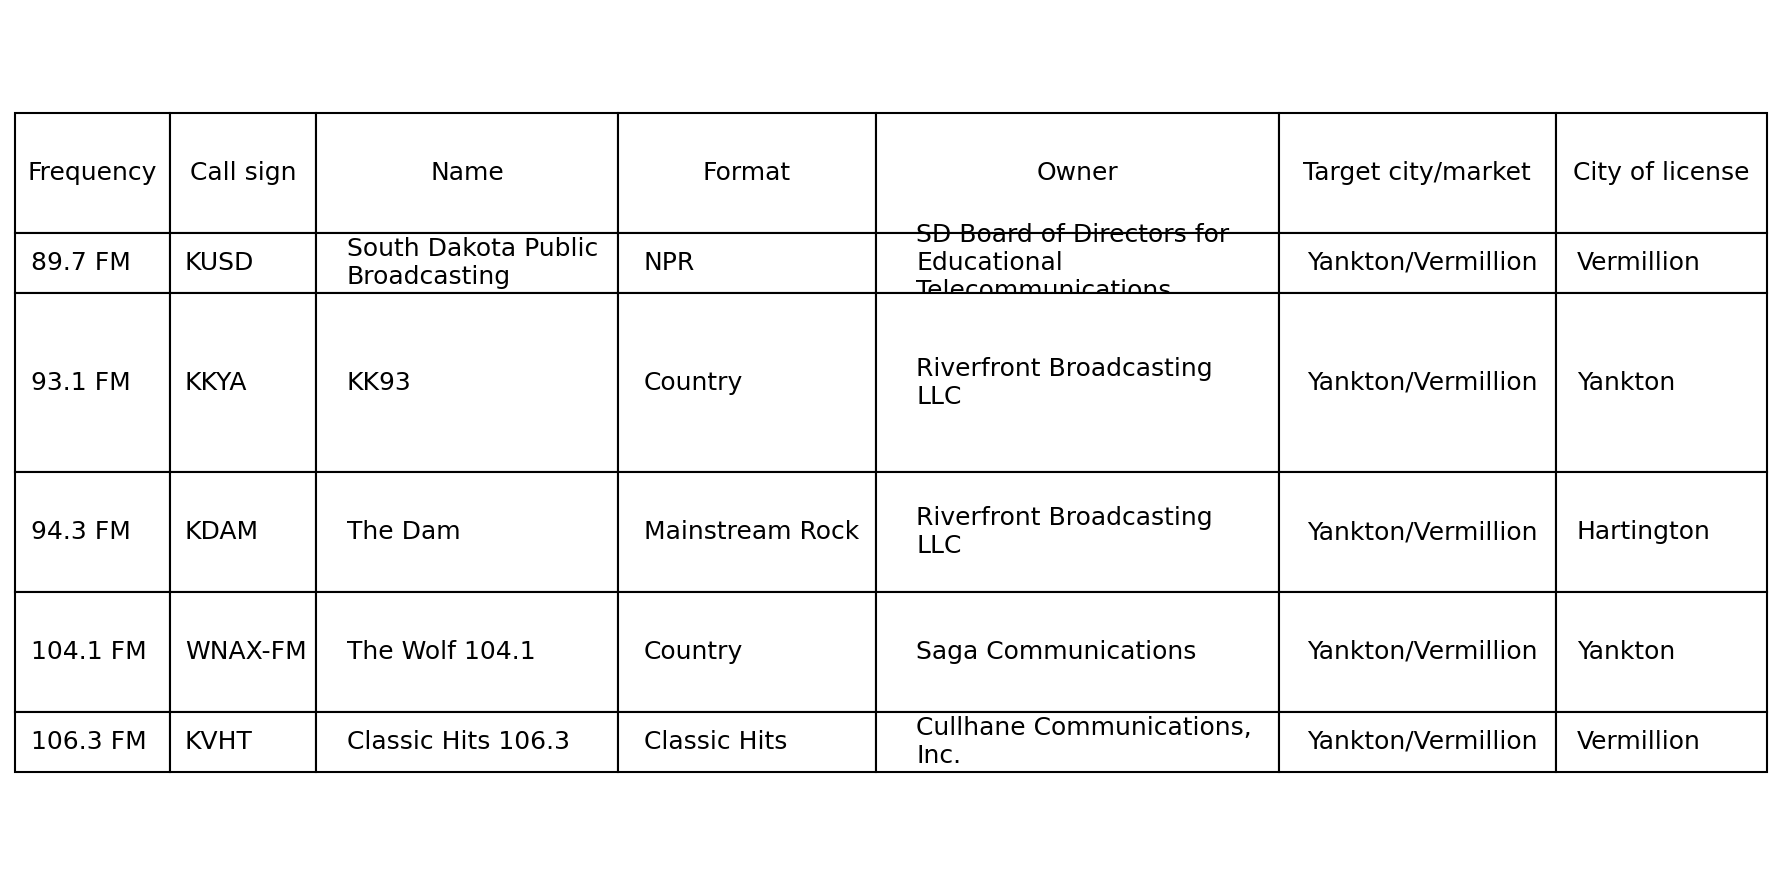 Frequency Call sign Name Format Owner Target city/market City of license
89.7 FM KUSD South Dakota Public Broadcasting NPR SD Board of Directors for Educational Telecommunications Yankton/Vermillion Vermillion
93.1 FM KKYA KK93 Country Riverfront Broadcasting LLC Yankton/Vermillion Yankton
94.3 FM KDAM The Dam Mainstream Rock Riverfront Broadcasting LLC Yankton/Vermillion Hartington
104.1 FM WNAX-FM The Wolf 104.1 Country Saga Communications Yankton/Vermillion Yankton
106.3 FM KVHT Classic Hits 106.3 Classic Hits Cullhane Communications, Inc. Yankton/Vermillion Vermillion